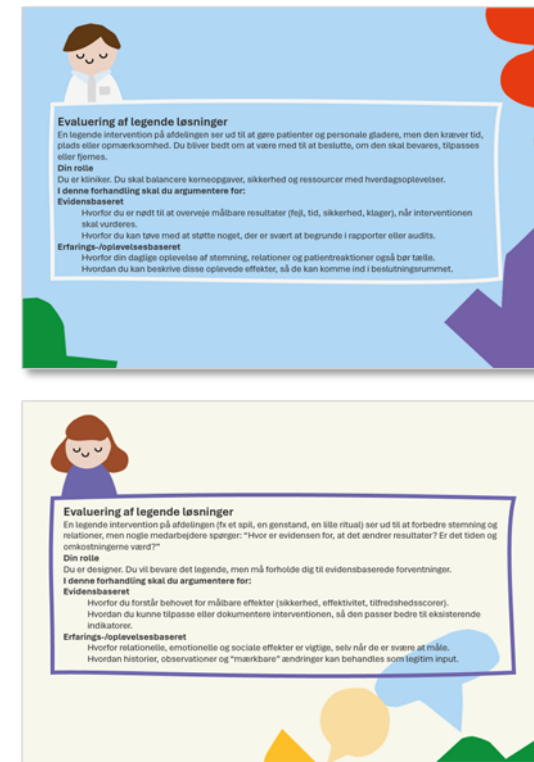 Evaluering af legende løsninger
En legende intervention på afdelingen ser ud til at gøre patienter og personale gladere, men den kræver tid,
plads eller opmærksomhed. Du bliver bedt om at være med til at beslutte, om den skal bevares, tilpasses
eller fjernes.
Din rolle
Du er kliniker. Du skal balancere kerneopgaver, sikkerhed og ressourcer med hverdagsoplevelser.
I denne forhandling skal du argumentere for:
Evidensbaseret
Hvorfor du er nødt til at overveje målbare resultater (fejl, tid, sikkerhed, klager), når interventionen
skal vurderes.
Hvorfor du kan tøve med at støtte noget, der er svært at begrunde i rapporter eller audits.
Erfarings-/oplevelsesbaseret
Hvorfor din daglige oplevelse af stemning, relationer og patientreaktioner også bør tælle.
Hvordan du kan beskrive disse oplevede effekter, så de kan komme ind i beslutningsrummet.
Evaluering af legende løsninger
En legende intervention på afdelingen (fx et spil, en genstand, en lille ritual) ser ud til at forbedre stemning og
relationer, men nogle medarbejdere spørger: "Hvor er evidensen for, at det ændrer resultater? Er det tiden og
omkostningerne værd?"
Din rolle
Du er designer. Du vil bevare det legende, men må forholde dig til evidensbaserede forventninger.
I denne forhandling skal du argumentere for:
Evidensbaseret
Hvorfor du forstår behovet for målbare effekter (sikkerhed, effektivitet, tilfredshedsscorer).
Hvordan du kunne tilpasse eller dokumentere interventionen, så den passer bedre til eksisterende
indikatorer.
Erfarings-/oplevelsesbaseret
Hvorfor relationelle, emotionelle og sociale effekter er vigtige, selv når de er svære at måle.
Hvordan historier, observationer og "mærkbare" ændringer kan behandles som legitim input.